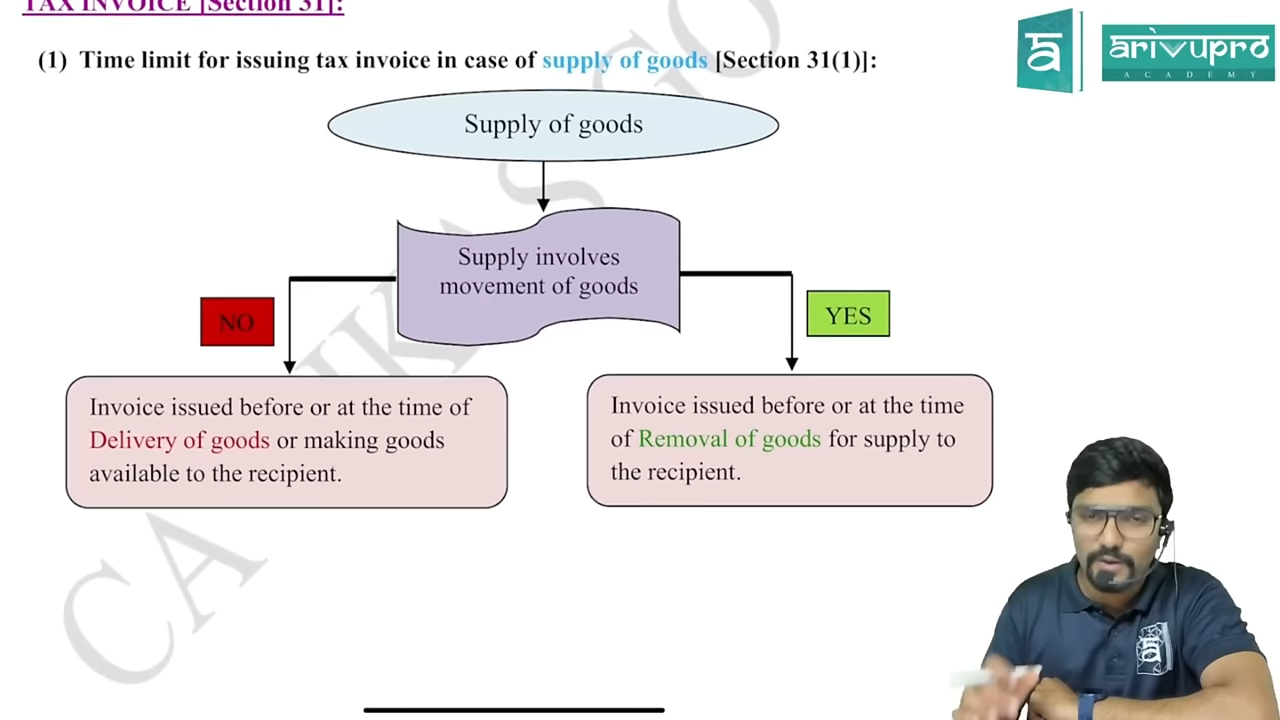 TAX INVOICE [Section 31]:
(1) Time limit for issuing tax invoice in case of supply of goods [Section 31(1)]:
ā
arivupro
ACADEMY
Supply of goods
Supply involves
movement of goods
NO
YES
Invoice issued before or at the time of
Delivery of goods or making goods
available to the recipient.
Invoice issued before or at the time
of Removal of goods for supply to
the recipient.